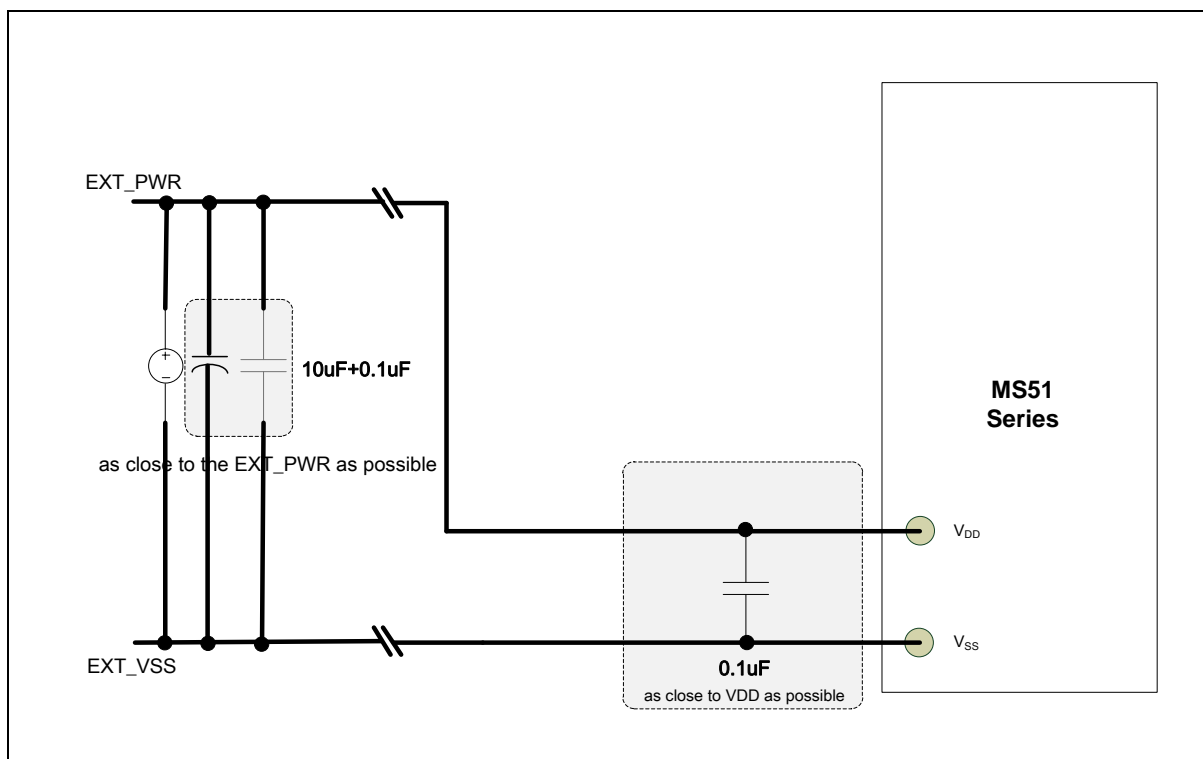 EXT_PWR
+
−
10uF+0.1uF
as close to the EXT_PWR as possible
MS51
Series
VDD
VSS
EXT_VSS
0.1uF
as close to VDD as possible